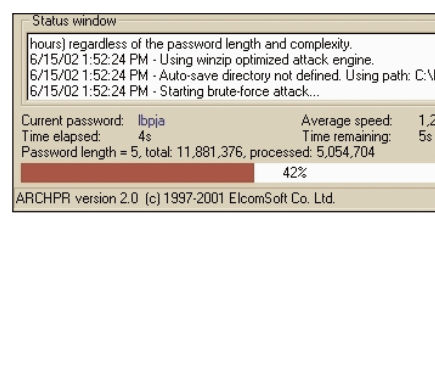 Status window
hours) regardless of the password length and complexity.
6/15/02 1:52:24 PM - Using winzip optimized attack engine.
6/15/02 1:52:24 PM - Auto-save directory not defined. Using path: C:\
6/15/02 1:52:24 PM - Starting brute-force attack...
Current password: lbpja Average speed: 1,2
Time elapsed: 4s Time remaining: 5s
Password length = 5, total: 11,881,376, processed: 5,054,704
42%
ARCHPR version 2.0 (c) 1997-2001 ElcomSoft Co. Ltd.